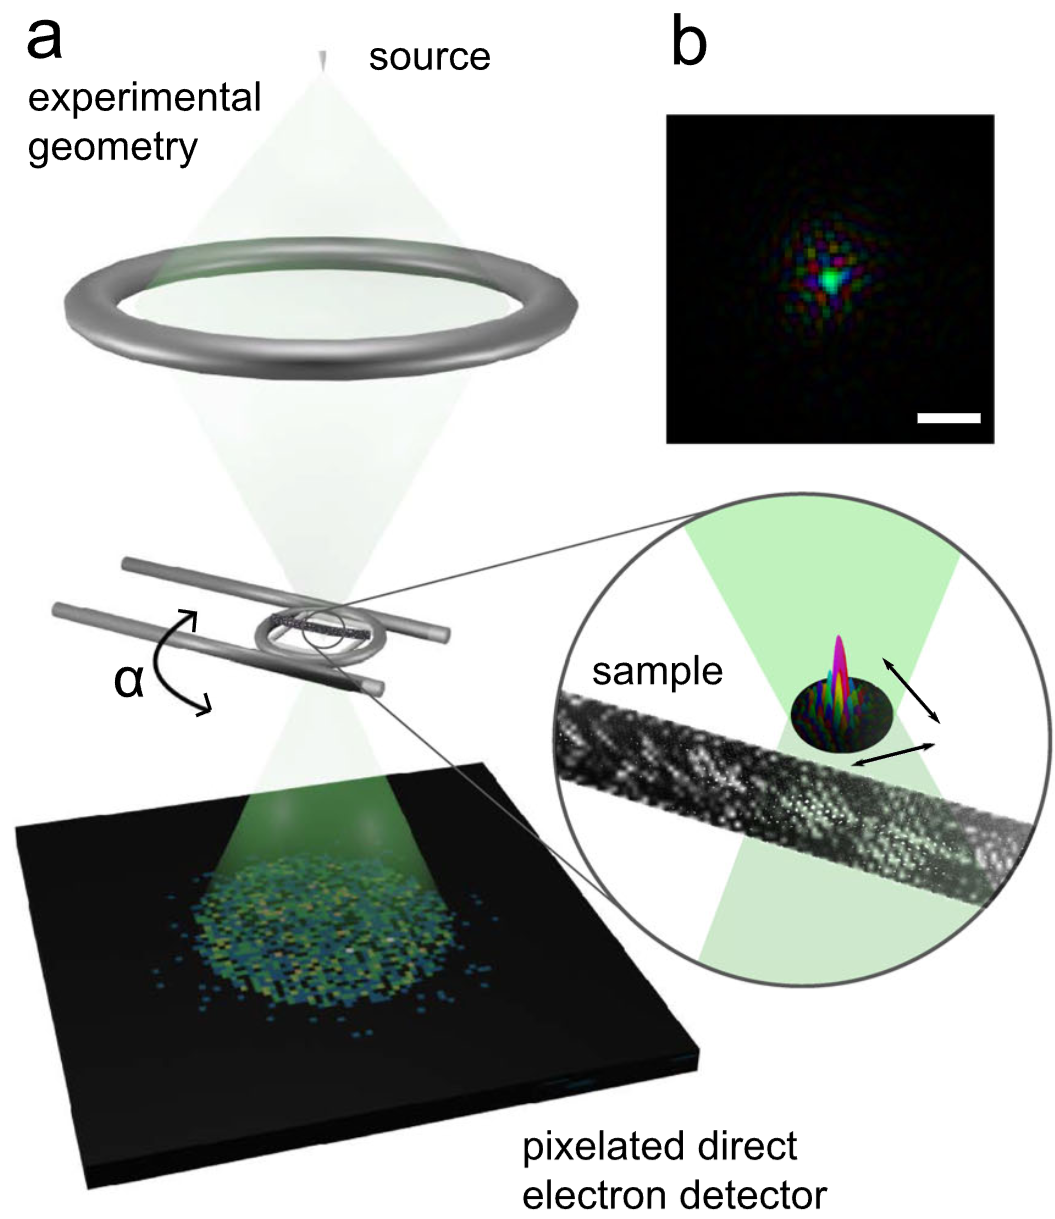 a
source
experimental
geometry
b
α
sample
pixelated direct
electron detector